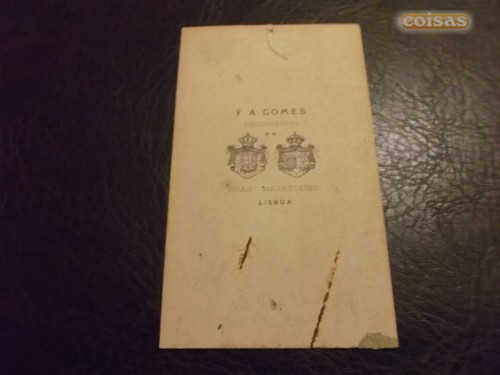 coisas
F. A. GOMES
PHOTOGRAPHO
DE
SUAS MAGESTADES
LISBOA